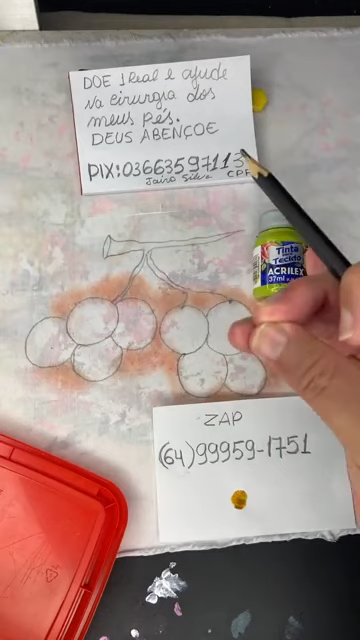 DOE 1 Real e ajude
na cirurgia dos
meus pés.
DEUS ABENÇOE
PIX:03663597113
Jairo Silva CPF
Tinta
Tecido
ACRILEX
37ml
ZAP
(64)99959-1751